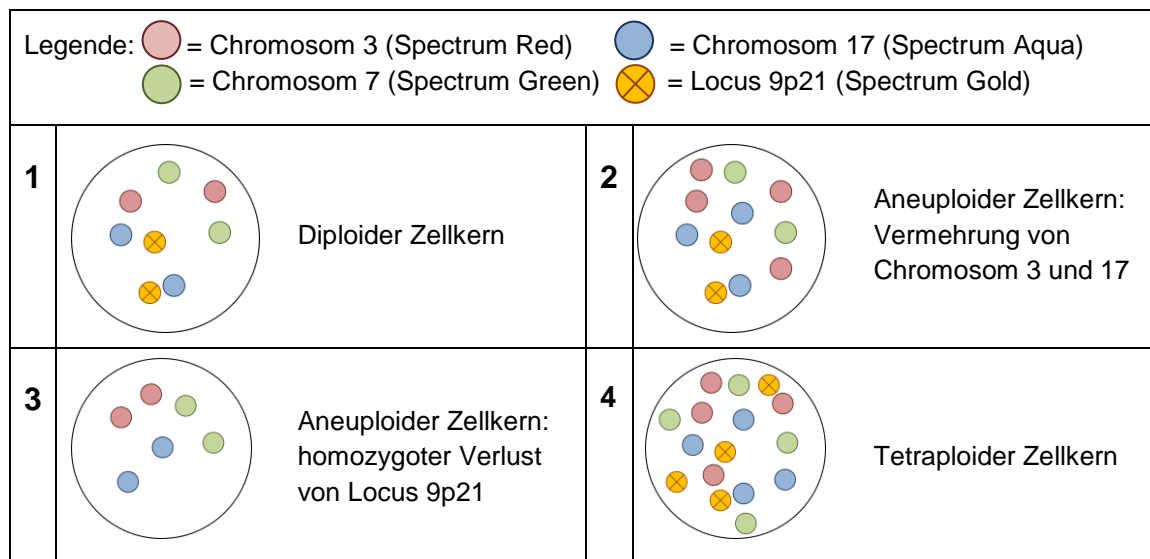 Legende: = Chromosom 3 (Spectrum Red) = Chromosom 17 (Spectrum Aqua)
= Chromosom 7 (Spectrum Green) = Locus 9p21 (Spectrum Gold)
1
Diploider Zellkern
2
Aneuploider Zellkern:
Vermehrung von
Chromosom 3 und 17
3
Aneuploider Zellkern:
homozygoter Verlust
von Locus 9p21
4
Tetraploider Zellkern